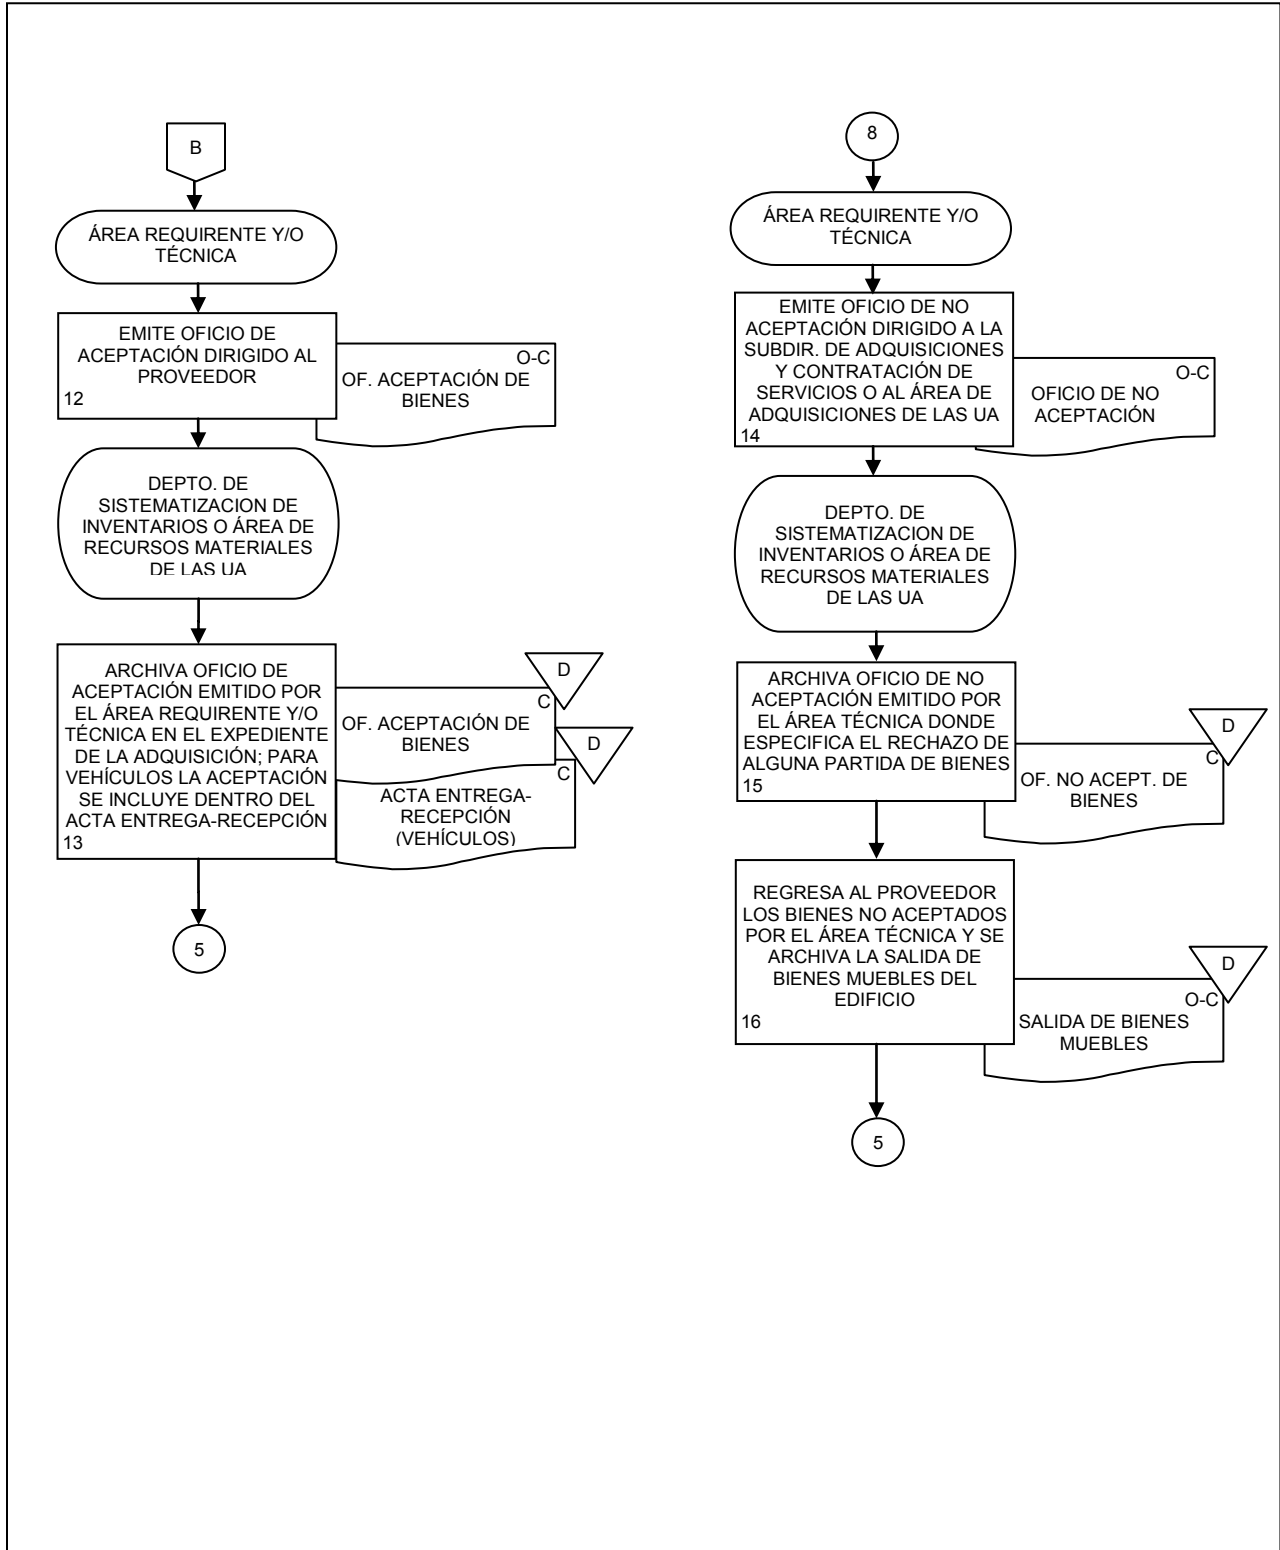 B
ÁREA REQUIRENTE Y/O
TÉCNICA
EMITE OFICIO DE
ACEPTACIÓN DIRIGIDO AL
PROVEEDOR
12
O-C
OF. ACEPTACIÓN DE
BIENES
DEPTO. DE
SISTEMATIZACION DE
INVENTARIOS O ÁREA DE
RECURSOS MATERIALES
DE LAS UA
ARCHIVA OFICIO DE
ACEPTACIÓN EMITIDO POR
EL ÁREA REQUIRENTE Y/O
TÉCNICA EN EL EXPEDIENTE
DE LA ADQUISICIÓN; PARA
VEHÍCULOS LA ACEPTACIÓN
SE INCLUYE DENTRO DEL
ACTA ENTREGA-RECEPCIÓN
13
D
C
OF. ACEPTACIÓN DE
BIENES
D
C
ACTA ENTREGA-
RECEPCIÓN
(VEHÍCULOS)
5
8
ÁREA REQUIRENTE Y/O
TÉCNICA
EMITE OFICIO DE NO
ACEPTACIÓN DIRIGIDO A LA
SUBDIR. DE ADQUISICIONES
Y CONTRATACIÓN DE
SERVICIOS O AL ÁREA DE
ADQUISICIONES DE LAS UA
14
O-C
OFICIO DE NO
ACEPTACIÓN
DEPTO. DE
SISTEMATIZACION DE
INVENTARIOS O ÁREA DE
RECURSOS MATERIALES
DE LAS UA
ARCHIVA OFICIO DE NO
ACEPTACIÓN EMITIDO POR
EL ÁREA TÉCNICA DONDE
ESPECIFICA EL RECHAZO DE
ALGUNA PARTIDA DE BIENES
15
D
C
OF. NO ACEPT. DE
BIENES
REGRESA AL PROVEEDOR
LOS BIENES NO ACEPTADOS
POR EL ÁREA TÉCNICA Y SE
ARCHIVA LA SALIDA DE
BIENES MUEBLES DEL
EDIFICIO
16
D
O-C
SALIDA DE BIENES
MUEBLES
5